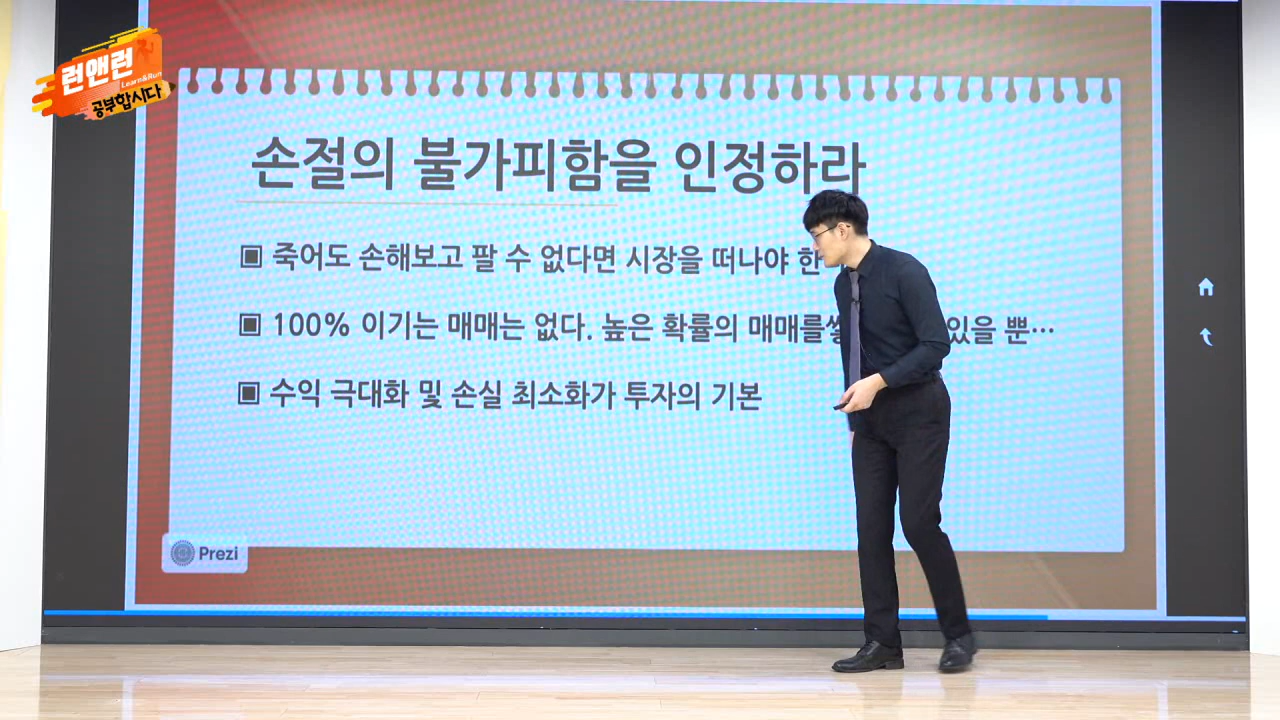 런앤런
Learn&Run
공부합시다
손절의 불가피함을 인정하라
▣ 죽어도 손해보고 팔 수 없다면 시장을 떠나야
▣ 100% 이기는 매매는 없다. 높은 확률의 매매를 있을 뿐…
▣ 수익 극대화 및 손실 최소화가 투자의 기본
Prezi